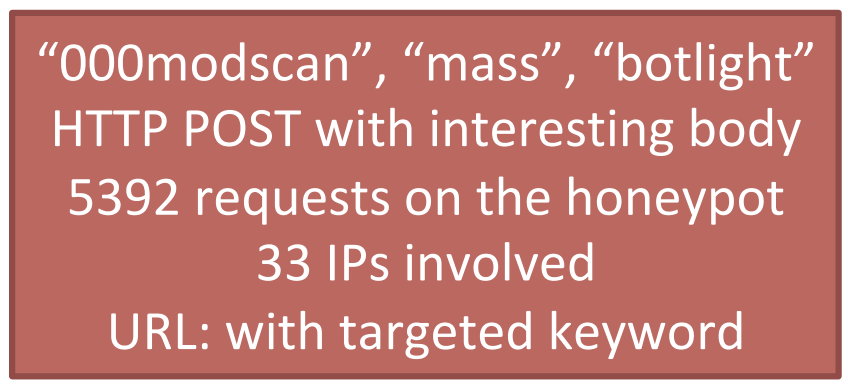 “000modscan”, “mass”, “botlight”
HTTP POST with interesting body
5392 requests on the honeypot
33 IPs involved
URL: with targeted keyword